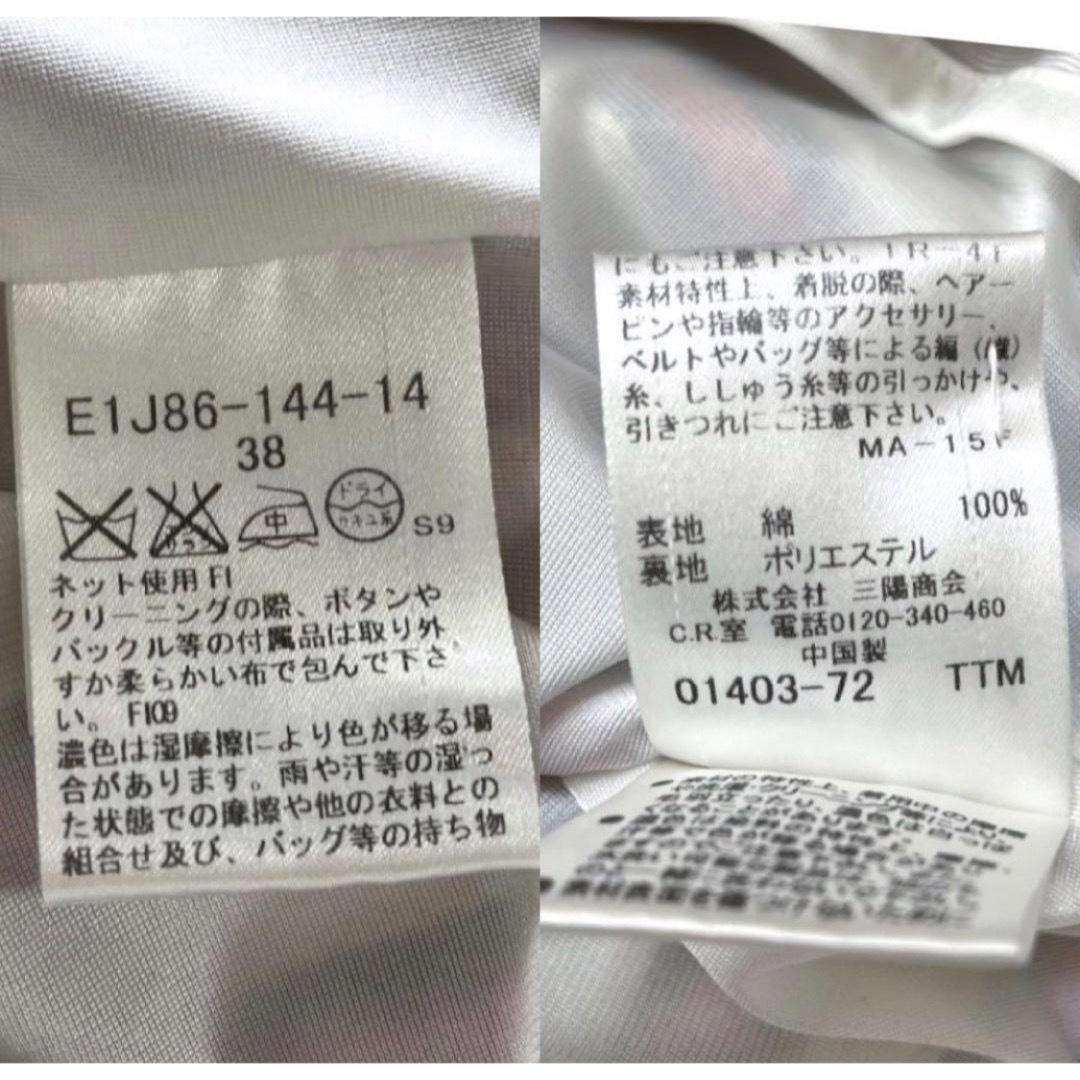 E1J86-144-14
38
中
ドライ
セキユ系
S9
ネット使用 F1
クリーニングの際、ボタンや
バックル等の付属品は取り外
すか柔らかい布で包んで下さ
い。 F109
濃色は湿摩擦により色が移る場
合があります。雨や汗等の湿っ
た状態での摩擦や他の衣料との
組合せ及び、バッグ等の持ち物
にもご注意下さい。TR-4F
素材特性上、着脱の際、ヘアー
ピンや指輪等のアクセサリー、
ベルトやバッグ等による編（織）
糸、ししゅう糸等の引っかけや、
引きつれにご注意下さい。
MA-15F
表地 綿 100%
裏地 ポリエステル
株式会社 三陽商会
C.R.室 電話0120-340-460
中国製
01403-72 TTM